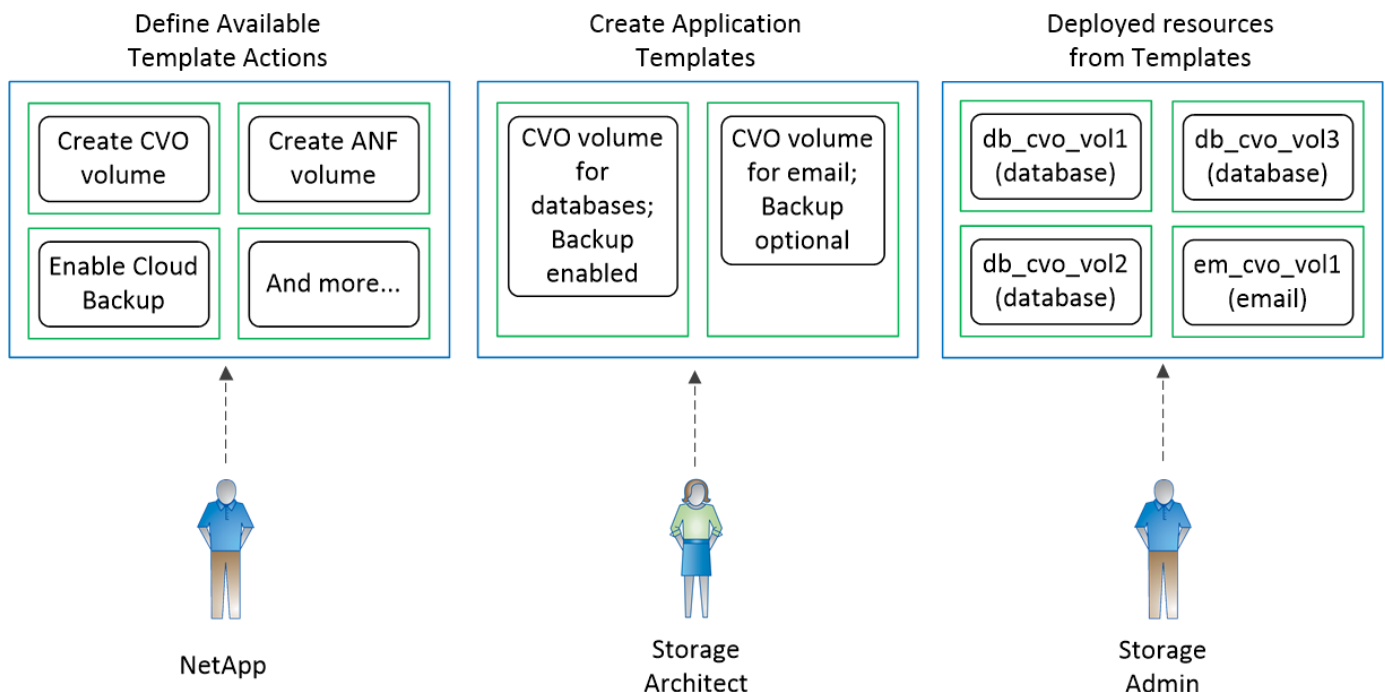 Define Available
Template Actions
Create CVO
volume
Create ANF
volume
Enable Cloud
Backup
And more...
NetApp
Create Application
Templates
CVO volume
for
databases;
Backup
enabled
CVO volume
for email;
Backup
optional
Storage
Architect
Deployed resources
from Templates
db_cvo_vol1
(database)
db_cvo_vol3
(database)
db_cvo_vol2
(database)
em_cvo_vol1
(email)
Storage
Admin